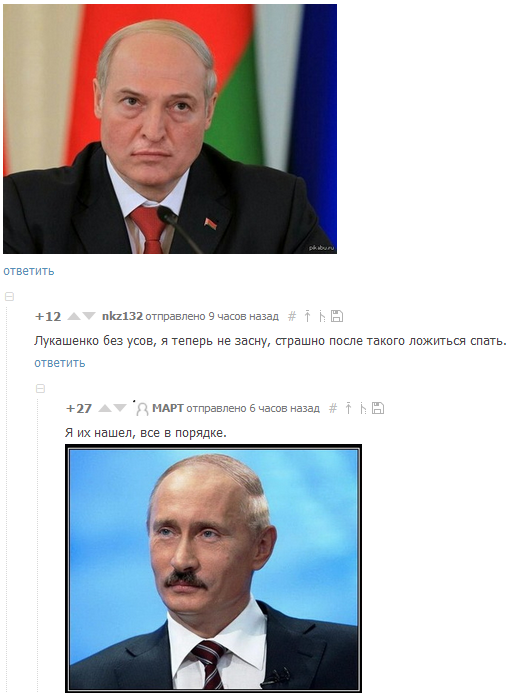 pikabu.ru
ответить
+12 nkz132 отправлено 9 часов назад #
Лукашенко без усов, я теперь не засну, страшно после такого ложиться спать.
ответить
+27 МАРТ отправлено 6 часов назад #
Я их нашел, все в порядке.